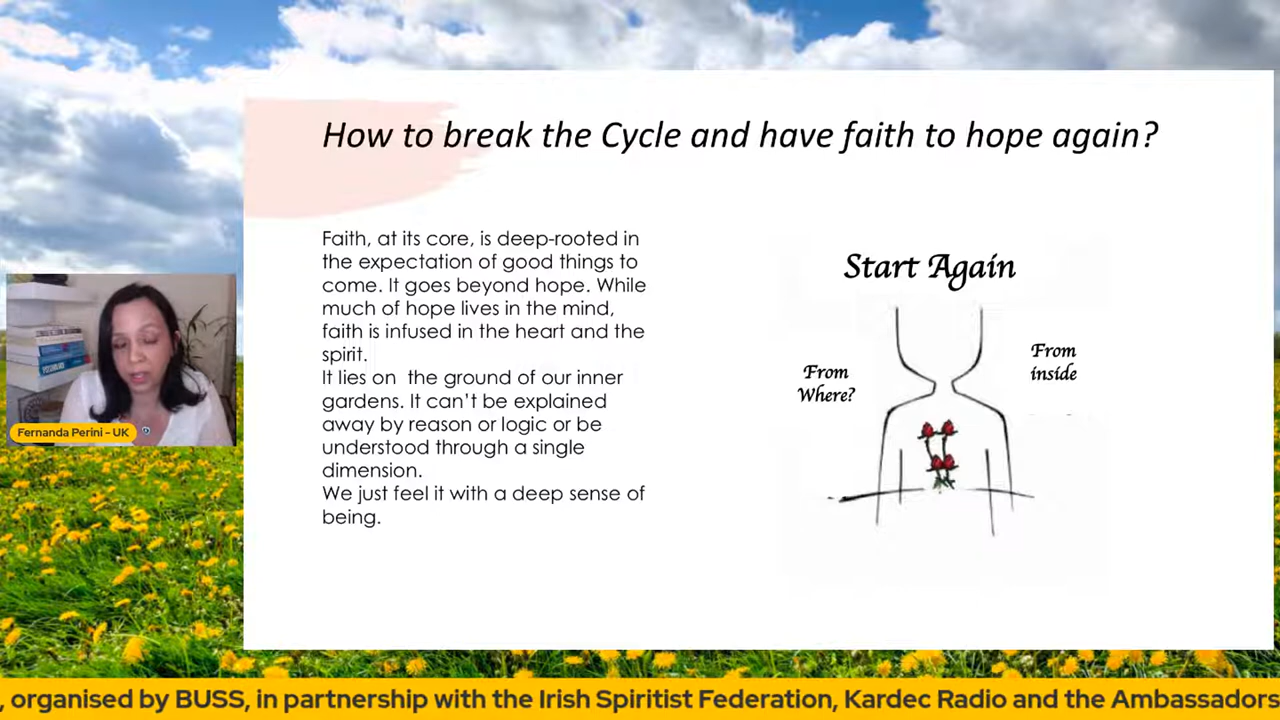 How to break the Cycle and have faith to hope again?
Faith, at its core, is deep-rooted in
the expectation of good things to
come. It goes beyond hope. While
much of hope lives in the mind,
faith is infused in the heart and the
spirit.
It lies on  the ground of our inner
gardens. It can’t be explained
away by reason or logic or be
understood through a single
dimension.
We just feel it with a deep sense of
being.
Start Again
From
Where?
From
inside
Fernanda Perini - UK
, organised by BUSS, in partnership with the Irish Spiritist Federation, Kardec Radio and the Ambassadors